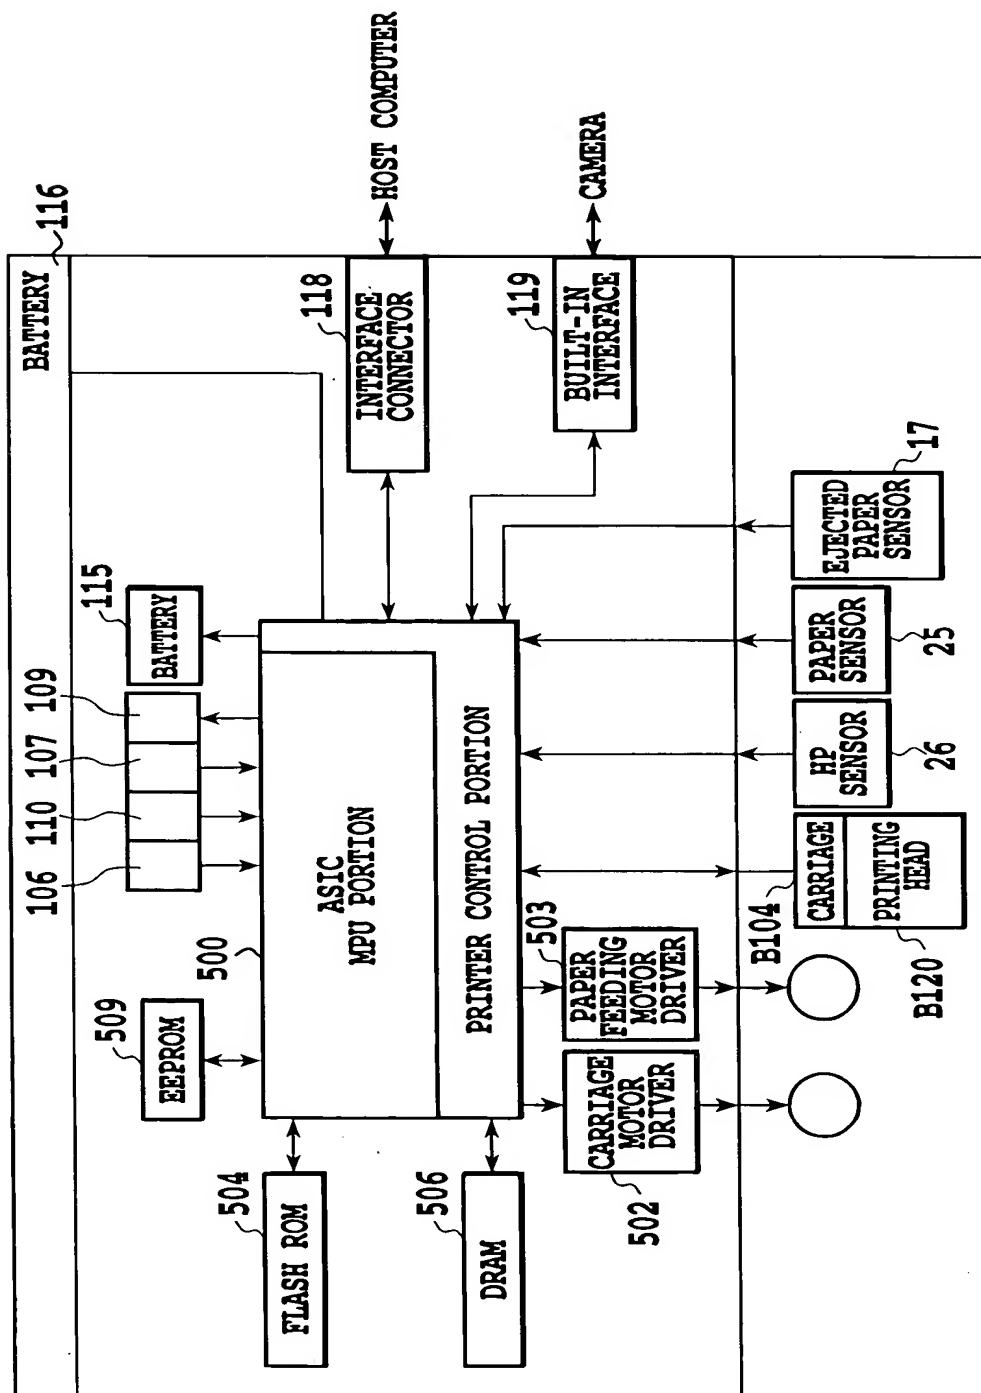 BATTERY
116
HOST COMPUTER
CAMERA
118
INTERFACE
CONNECTOR
119
BUILT-IN
INTERFACE
17
EJECTED
PAPER
SENSOR
115
BATTERY
109
107
110
106
25
PAPER
SENSOR
26
HP
SENSOR
500
ASIC
MPU PORTION
PRINTER CONTROL PORTION
B104
CARRIAGE
PRINTING
HEAD
B120
503
PAPER
FEEDING
MOTOR
DRIVER
509
EEPROM
CARRIAGE
MOTOR
DRIVER
502
504
FLASH ROM
506
DRAM